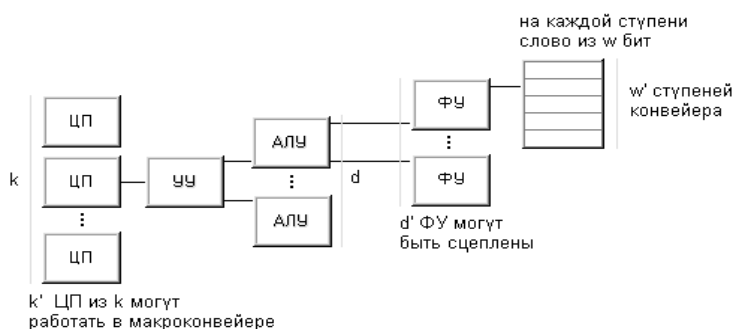 на каждой ступени
слово из w бит
w' ступеней
конвейера
k
ЦП
ЦП
ЦП
УУ
АЛУ
АЛУ
d
ФУ
ФУ
d' ФУ могут
быть сцеплены
k' ЦП из k могут
работать в макроконвейере